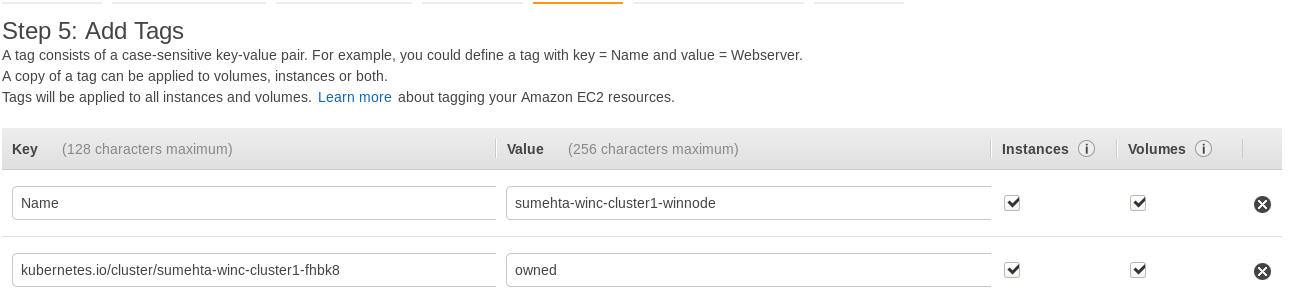 Step 5: Add Tags
A tag consists of a case-sensitive key-value pair. For example, you could define a tag with key = Name and value = Webserver.
A copy of a tag can be applied to volumes, instances or both.
Tags will be applied to all instances and volumes. Learn more about tagging your Amazon EC2 resources.
Key (128 characters maximum) Value (256 characters maximum) Instances i Volumes i
Name sumehta-winc-cluster1-winnode
kubernetes.io/cluster/sumehta-winc-cluster1-fhbk8 owned